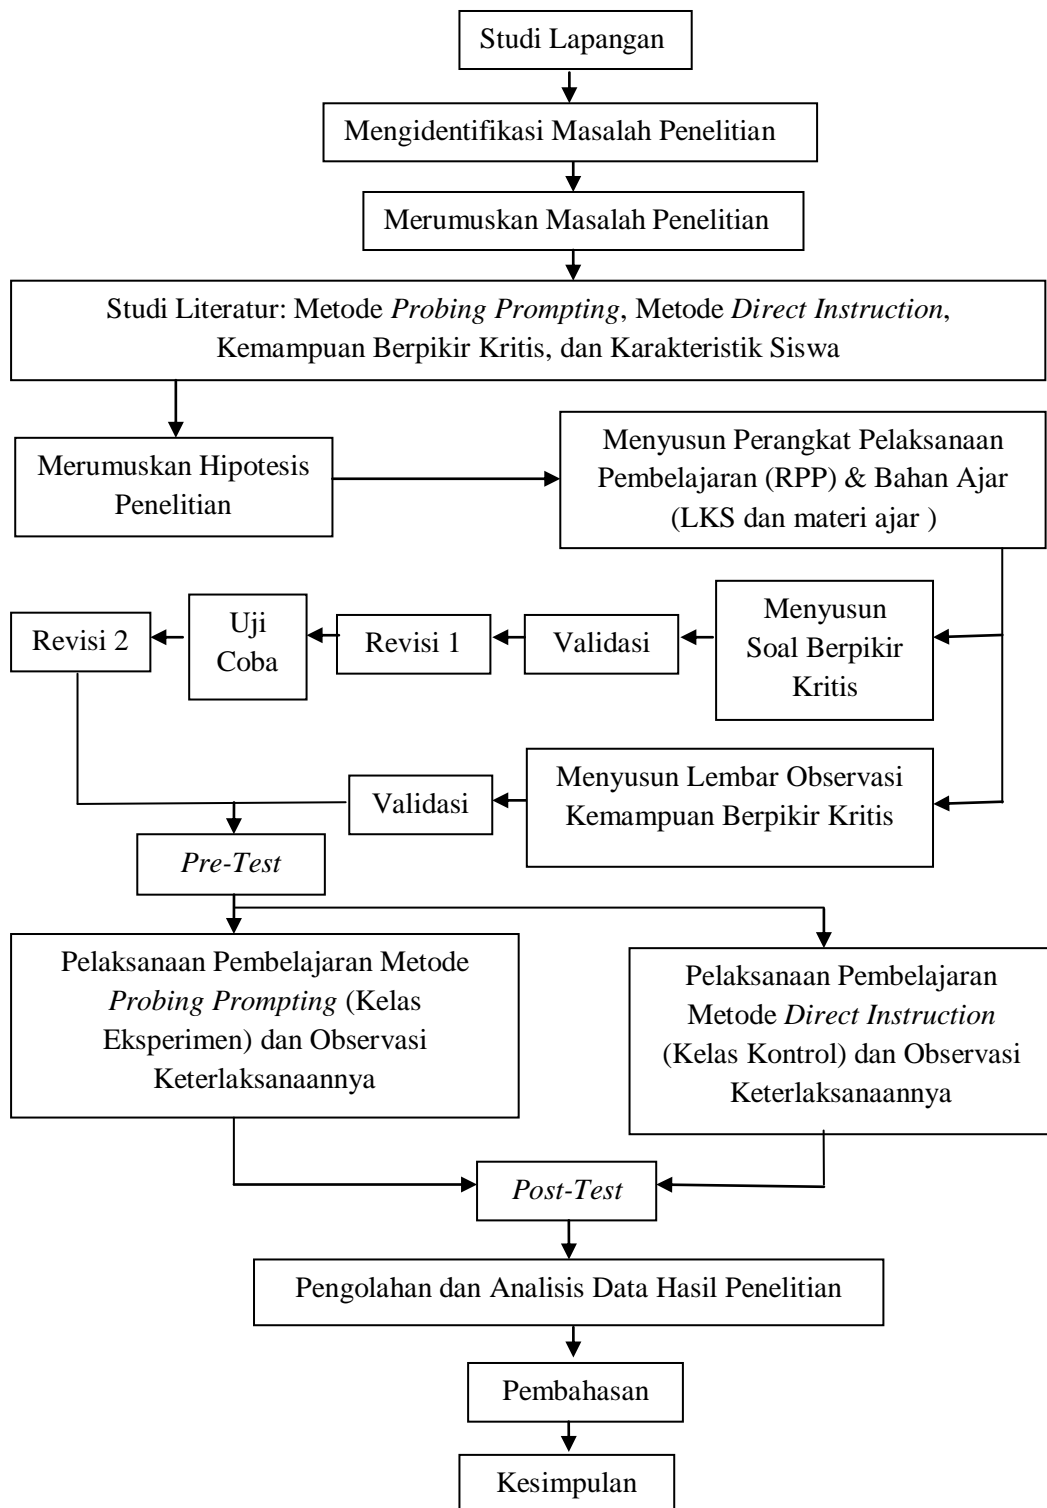 Studi Lapangan
Mengidentifikasi Masalah Penelitian
Merumuskan Masalah Penelitian
Studi Literatur: Metode Probing Prompting, Metode Direct Instruction,
Kemampuan Berpikir Kritis, dan Karakteristik Siswa
Merumuskan Hipotesis
Penelitian
Menyusun Perangkat Pelaksanaan
Pembelajaran (RPP) & Bahan Ajar
(LKS dan materi ajar )
Menyusun
Soal Berpikir
Kritis
Validasi
Revisi 1
Uji
Coba
Revisi 2
Menyusun Lembar Observasi
Kemampuan Berpikir Kritis
Validasi
Pre-Test
Pelaksanaan Pembelajaran Metode
Probing Prompting (Kelas
Eksperimen) dan Observasi
Keterlaksanaannya
Pelaksanaan Pembelajaran
Metode Direct Instruction
(Kelas Kontrol) dan Observasi
Keterlaksanaannya
Post-Test
Pengolahan dan Analisis Data Hasil Penelitian
Pembahasan
Kesimpulan